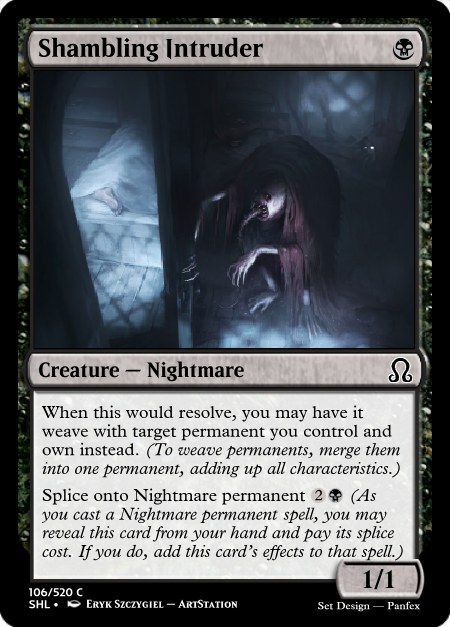 Shambling Intruder
Creature — Nightmare
When this would resolve, you may have it
weave with target permanent you control and
own instead. (To weave permanents, merge them
into one permanent, adding up all characteristics.)
Splice onto Nightmare permanent 2 (As
you cast a Nightmare permanent spell, you may
reveal this card from your hand and pay its splice
cost. If you do, add this card's effects to that spell.)
1/1
106/520 C
SHL • Eryk Szczygiel — ArtStation
Set Design — Panfex